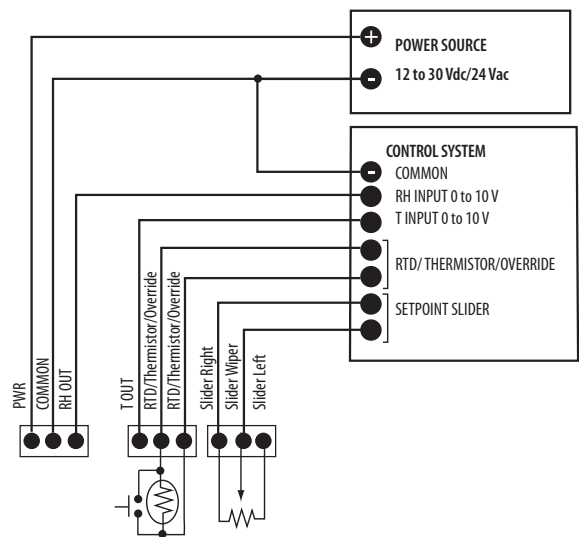 +
POWER SOURCE
-
12 to 30 Vdc/24 Vac
CONTROL SYSTEM
-
COMMON
RH INPUT 0 to 10 V
T INPUT 0 to 10 V
RTD/ THERMISTOR/OVERRIDE
SETPOINT SLIDER
PWR
COMMON
RH OUT
T OUT
RTD/Thermistor/Override
RTD/Thermistor/Override
Slider Right
Slider Wiper
Slider Left